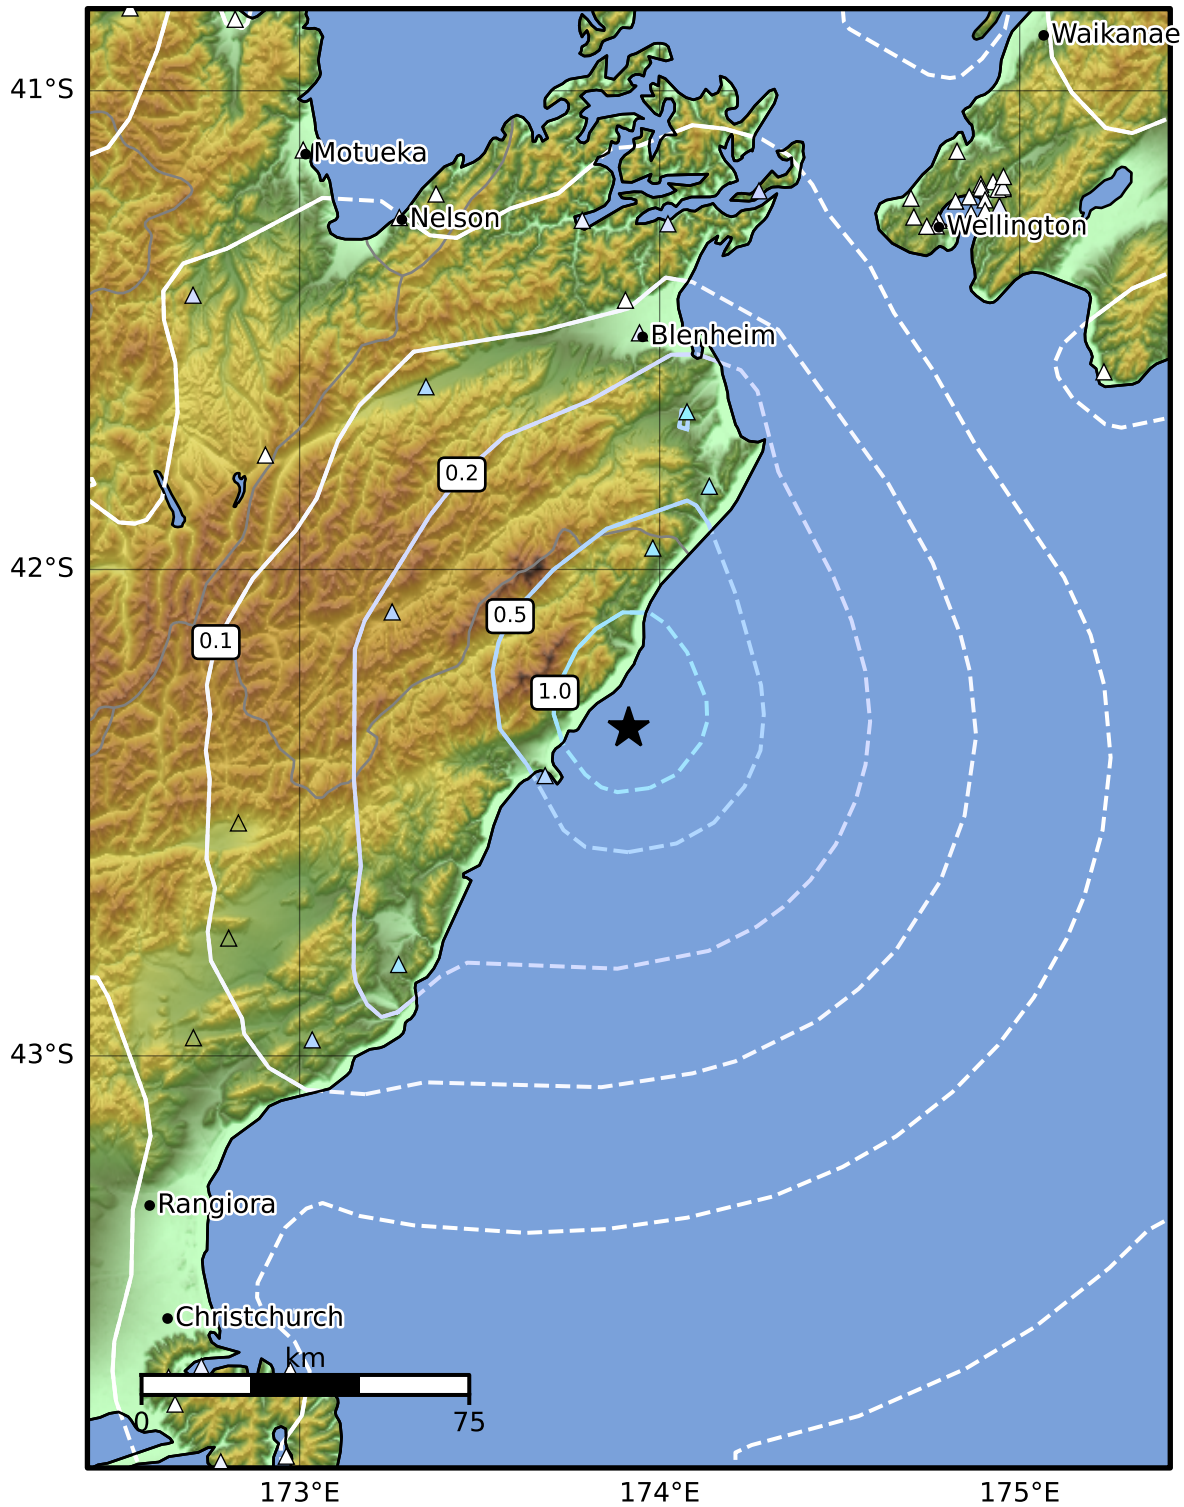 Waikanae
41°S
Motueka
Nelson
Wellington
Blenheim
0.2
42°S
0.5
0.1
1.0
43°S
Rangiora
Christchurch
km
0
75
173°E
174°E
175°E